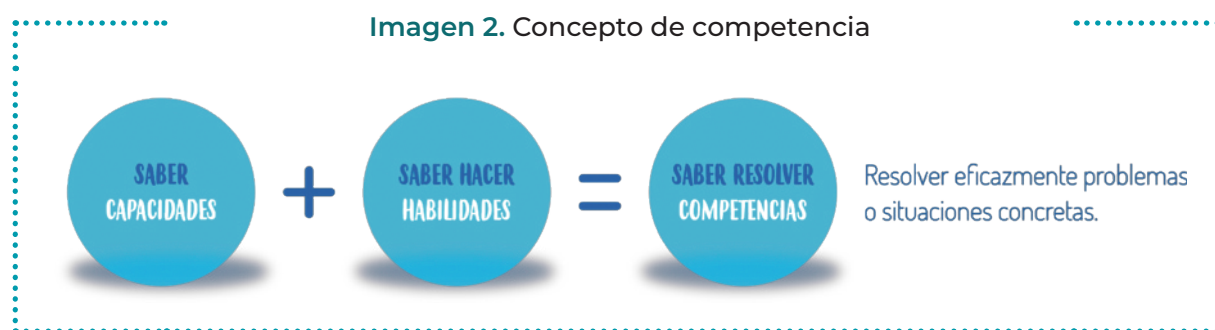 Imagen 2. Concepto de competencia
SABER
CAPACIDADES
+
SABER HACER
HABILIDADES
=
SABER RESOLVER
COMPETENCIAS
Resolver eficazmente problemas
o situaciones concretas.